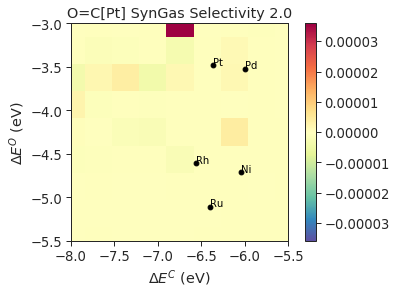 O=C[Pt] SynGas Selectivity 2.0
−3.0
−3.5
−4.0
−4.5
−5.0
−5.5
ΔE^O (eV)
Pt
Pd
Rh
Ni
Ru
−8.0 −7.5 −7.0 −6.5 −6.0 −5.5
ΔE^C (eV)
0.00003
0.00002
0.00001
0.00000
−0.00001
−0.00002
−0.00003